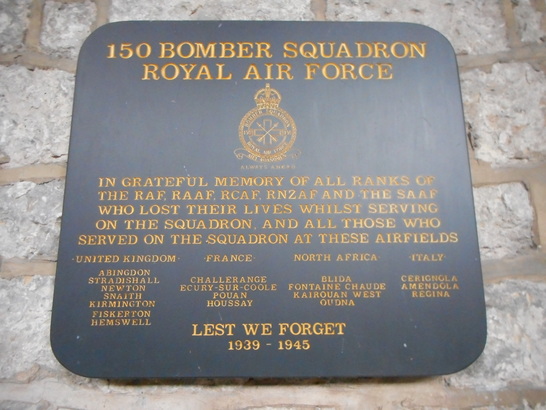 150 BOMBER SQUADRON
ROYAL AIR FORCE
IN GRATEFUL MEMORY OF ALL RANKS OF
THE RAF, RAAF, RCAF, RNZAF AND THE SAAF
WHO LOST THEIR LIVES WHILST SERVING
ON THE SQUADRON, AND ALL THOSE WHO
SERVED ON THE SQUADRON AT THESE AIRFIELDS
·UNITED KINGDOM·
ABINGDON
STRADISHALL
NEWTON
SNAITH
KIRMINGTON
FISKERTON
HEMSWELL
·FRANCE·
CHALLERANGE
ECURY-SUR-COOLE
POUAN
HOUSSAY
NORTH AFRICA
BLIDA
FONTAINE CHAUDE
KAIROUAN WEST
OUDNA
·ITALY·
CERIGNOLA
AMENDOLA
REGINA
LEST WE FORGET
1939 - 1945